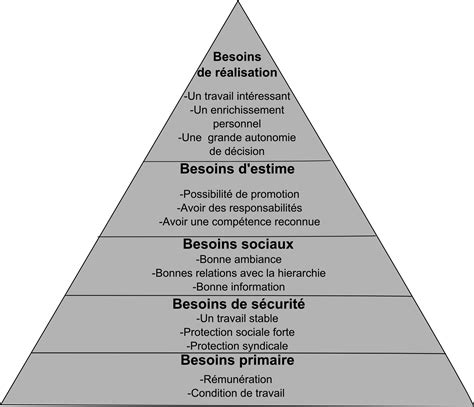 Besoins
de réalisation
-Un travail intéressant
-Un enrichissement
personnel
-Une grande autonomie
de décision
Besoins d'estime
-Possibilité de promotion
-Avoir des responsabilités
-Avoir une compétence reconnue
Besoins sociaux
-Bonne ambiance
-Bonnes relations avec la hierarchie
-Bonne information
Besoins de sécurité
-Un travail stable
-Protection sociale forte
-Protection syndicale
Besoins primaire
-Rémunération
-Condition de travail